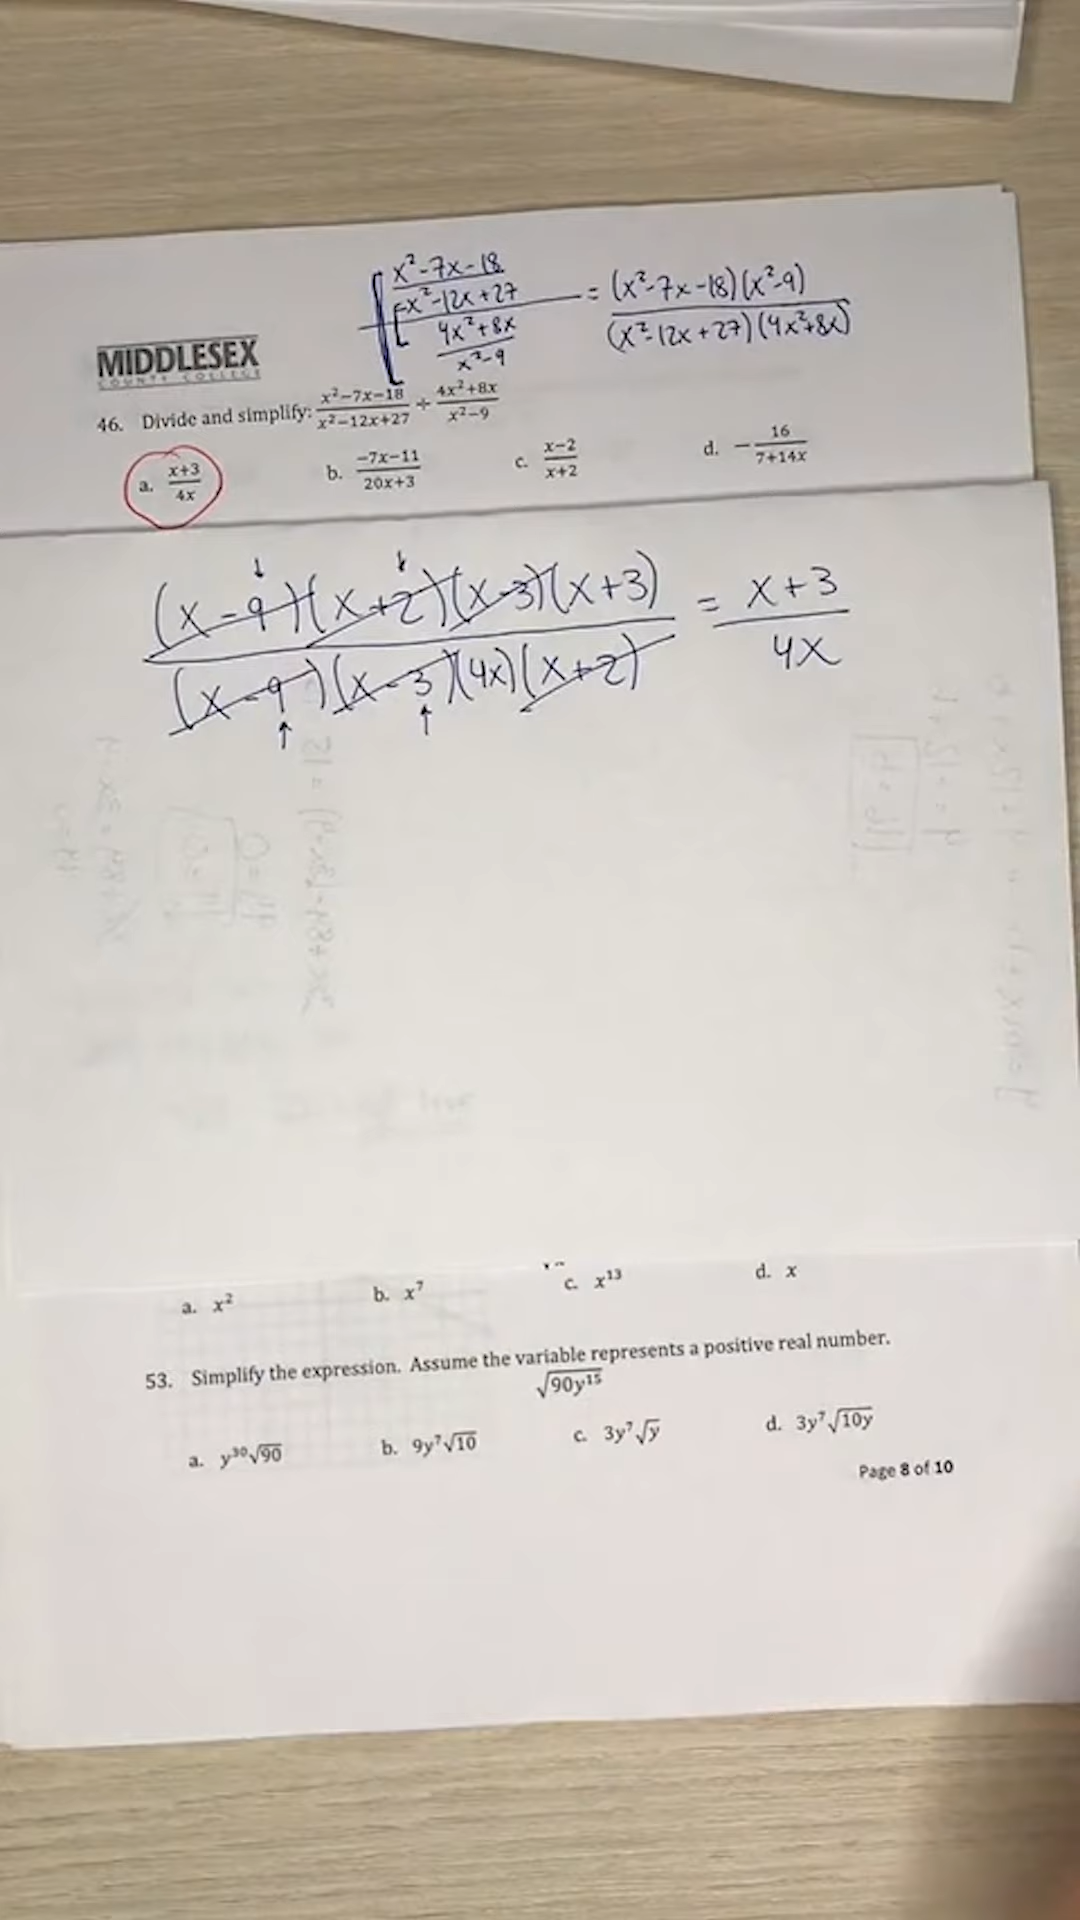 x²-7x-18
x²-12x+27
4x²+8x
x²-9
= (x²-7x-18)(x²-9)
(x²-12x+27)(4x²+8x)
MIDDLESEX
COUNTY COLLEGE
46. Divide and simplify: x²−7x−18 / x²−12x+27 ÷ 4x²+8x / x²−9
a. x+3 / 4x b. −7x−11 / 20x+3 c. x−2 / x+2 d. − 16 / 7+14x
(x-9)(x+2)(x-3)(x+3) = x+3
(x-9)(x-3)(4x)(x+2) 4x
a. x² b. x⁷ c. x¹³ d. x
53. Simplify the expression. Assume the variable represents a positive real number.
√90y¹⁵
a. y³⁰√90 b. 9y⁷√10 c. 3y⁷√y d. 3y⁷√10y
Page 8 of 10